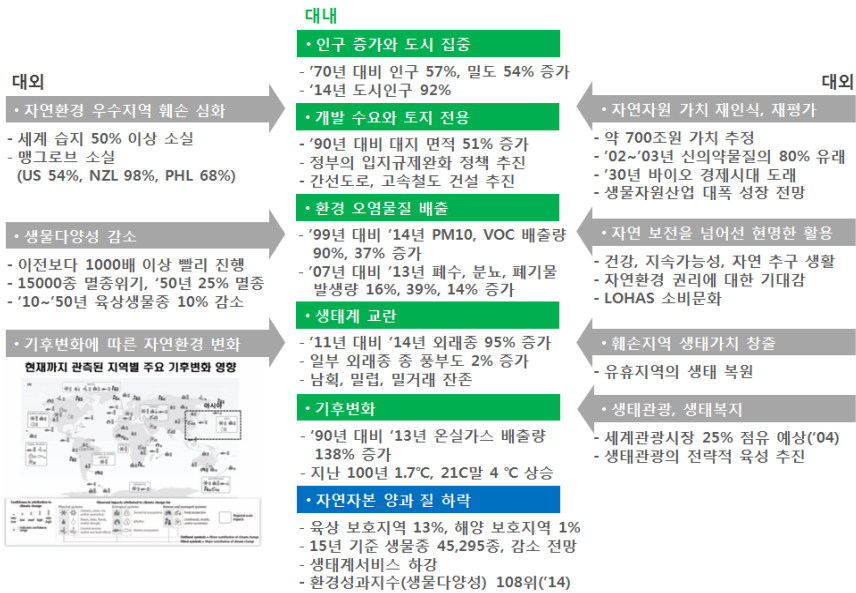 대내
• 인구 증가와 도시 집중
- ’70년 대비 인구 57%, 밀도 54% 증가
- ‘14년 도시인구 92%
• 개발 수요와 토지 전용
- ’90년 대비 대지 면적 51% 증가
- 정부의 입지규제완화 정책 추진
- 간선도로, 고속철도 건설 추진
• 환경 오염물질 배출
- ’99년 대비 ’14년 PM10, VOC 배출량
90%, 37% 증가
- ’07년 대비 ‘13년 폐수, 분뇨, 폐기물
발생량 16%, 39%, 14% 증가
• 생태계 교란
- ’11년 대비 ‘14년 외래종 95% 증가
- 일부 외래종 종 풍부도 2% 증가
- 남획, 밀렵, 밀거래 잔존
• 기후변화
- ’90년 대비 ‘13년 온실가스 배출량
138% 증가
- 지난 100년 1.7℃, 21C말 4 ℃ 상승
• 자연자본 양과 질 하락
- 육상 보호지역 13%, 해양 보호지역 1%
- 15년 기준 생물종 45,295종, 감소 전망
- 생태계서비스 하강
- 환경성과지수(생물다양성) 108위(’14)
대외
• 자연환경 우수지역 훼손 심화
- 세계 습지 50% 이상 소실
- 맹그로브 소실
(US 54%, NZL 98%, PHL 68%)
• 생물다양성 감소
- 이전보다 1000배 이상 빨리 진행
- 15000종 멸종위기, ‘50년 25% 멸종
- ’10~’50년 육상생물종 10% 감소
• 기후변화에 따른 자연환경 변화
현재까지 관측된 지역별 주요 기후변화 영향
아시아
대외
• 자연자원 가치 재인식, 재평가
- 약 700조원 가치 추정
- ’02~’03년 신의약물질의 80% 유래
- ’30년 바이오 경제시대 도래
- 생물자원산업 대폭 성장 전망
• 자연 보전을 넘어선 현명한 활용
- 건강, 지속가능성, 자연 추구 생활
- 자연환경 권리에 대한 기대감
- LOHAS 소비문화
• 훼손지역 생태가치 창출
- 유휴지역의 생태 복원
• 생태관광, 생태복지
- 세계관광시장 25% 점유 예상(‘04)
- 생태관광의 전략적 육성 추진